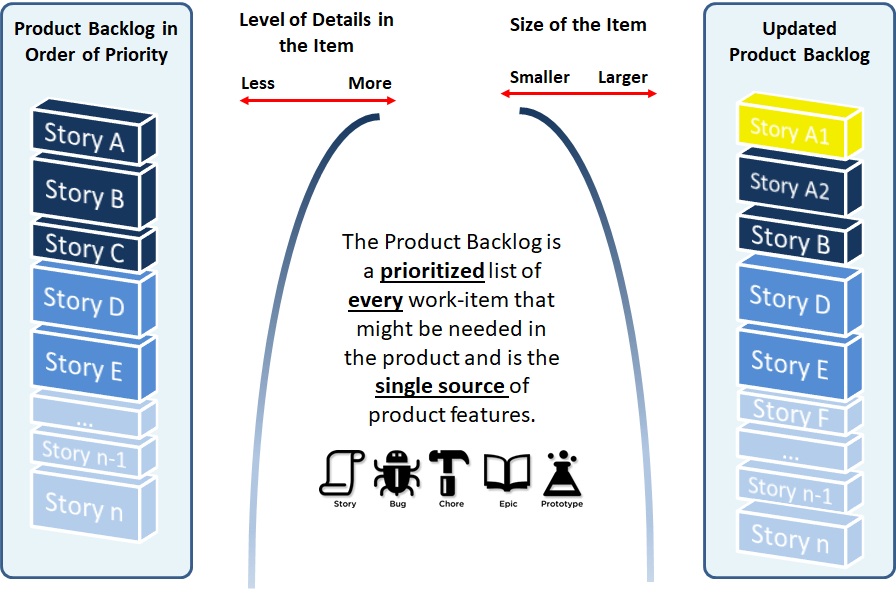 Product Backlog in
Order of Priority
Story A
Story B
Story C
Story D
Story E
...
Story n-1
Story n
Level of Details in
the Item
Less More
Size of the Item
Smaller Larger
The Product Backlog is
a prioritized list of
every work-item that
might be needed in
the product and is the
single source of
product features.
Story Bug Chore Epic Prototype
Updated
Product Backlog
Story A1
Story A2
Story B
Story D
Story E
Story F
...
Story n-1
Story n